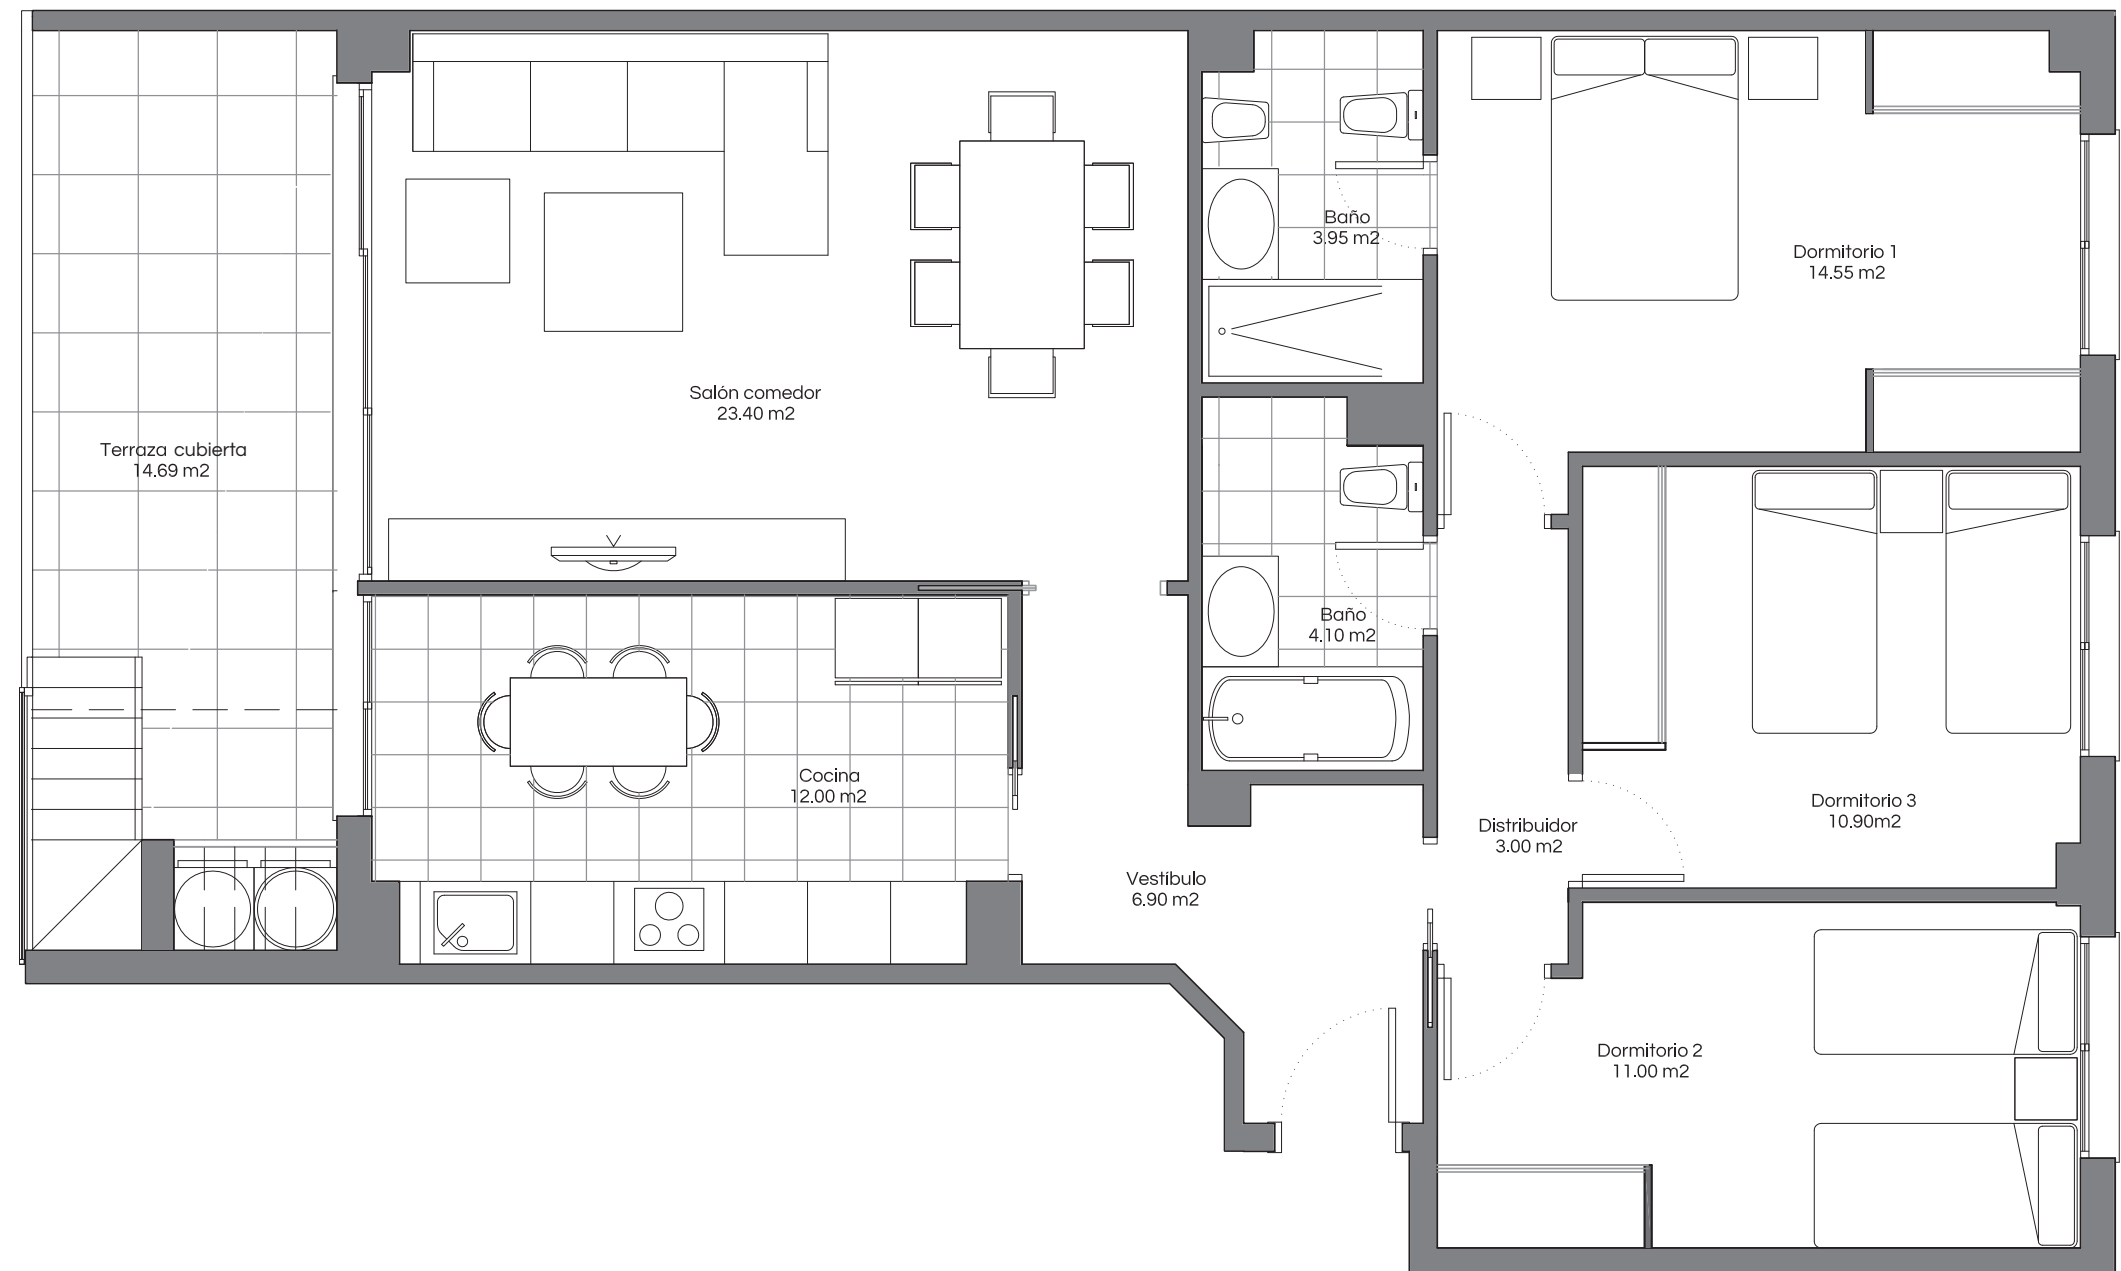 Baño
3.95 m2
Dormitorio 1
14.55 m2
Salón comedor
23.40 m2
Terraza cubierta
14.69 m2
Baño
4.10 m2
Cocina
12.00 m2
Dormitorio 3
10.90m2
Distribuidor
3.00 m2
Vestíbulo
6.90 m2
Dormitorio 2
11.00 m2